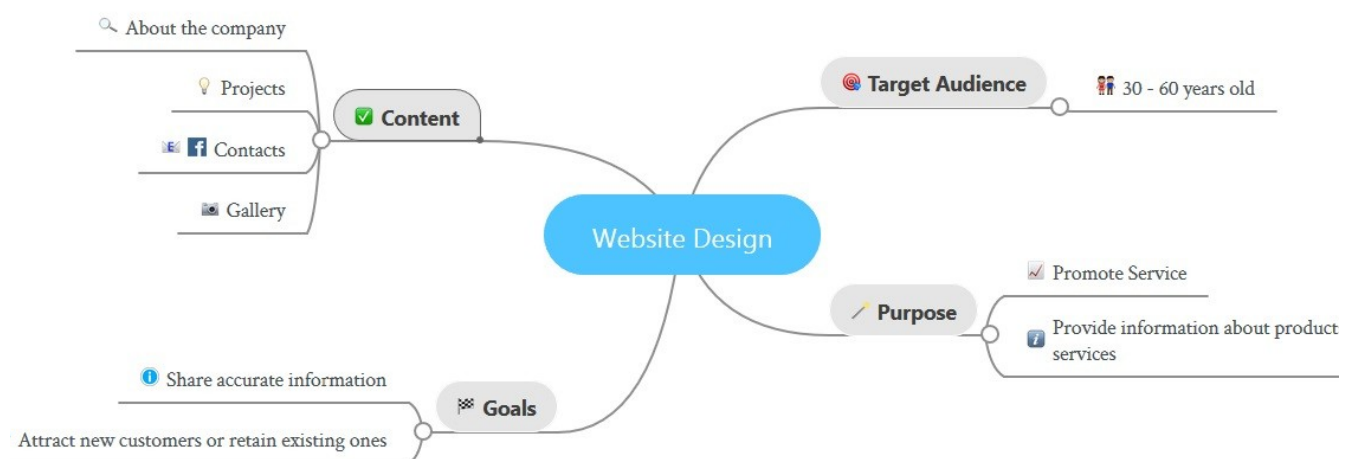 About the company
Projects
Contacts
Gallery
Content
Target Audience
30 - 60 years old
Website Design
Purpose
Promote Service
Provide information about product
services
Goals
Share accurate information
Attract new customers or retain existing ones